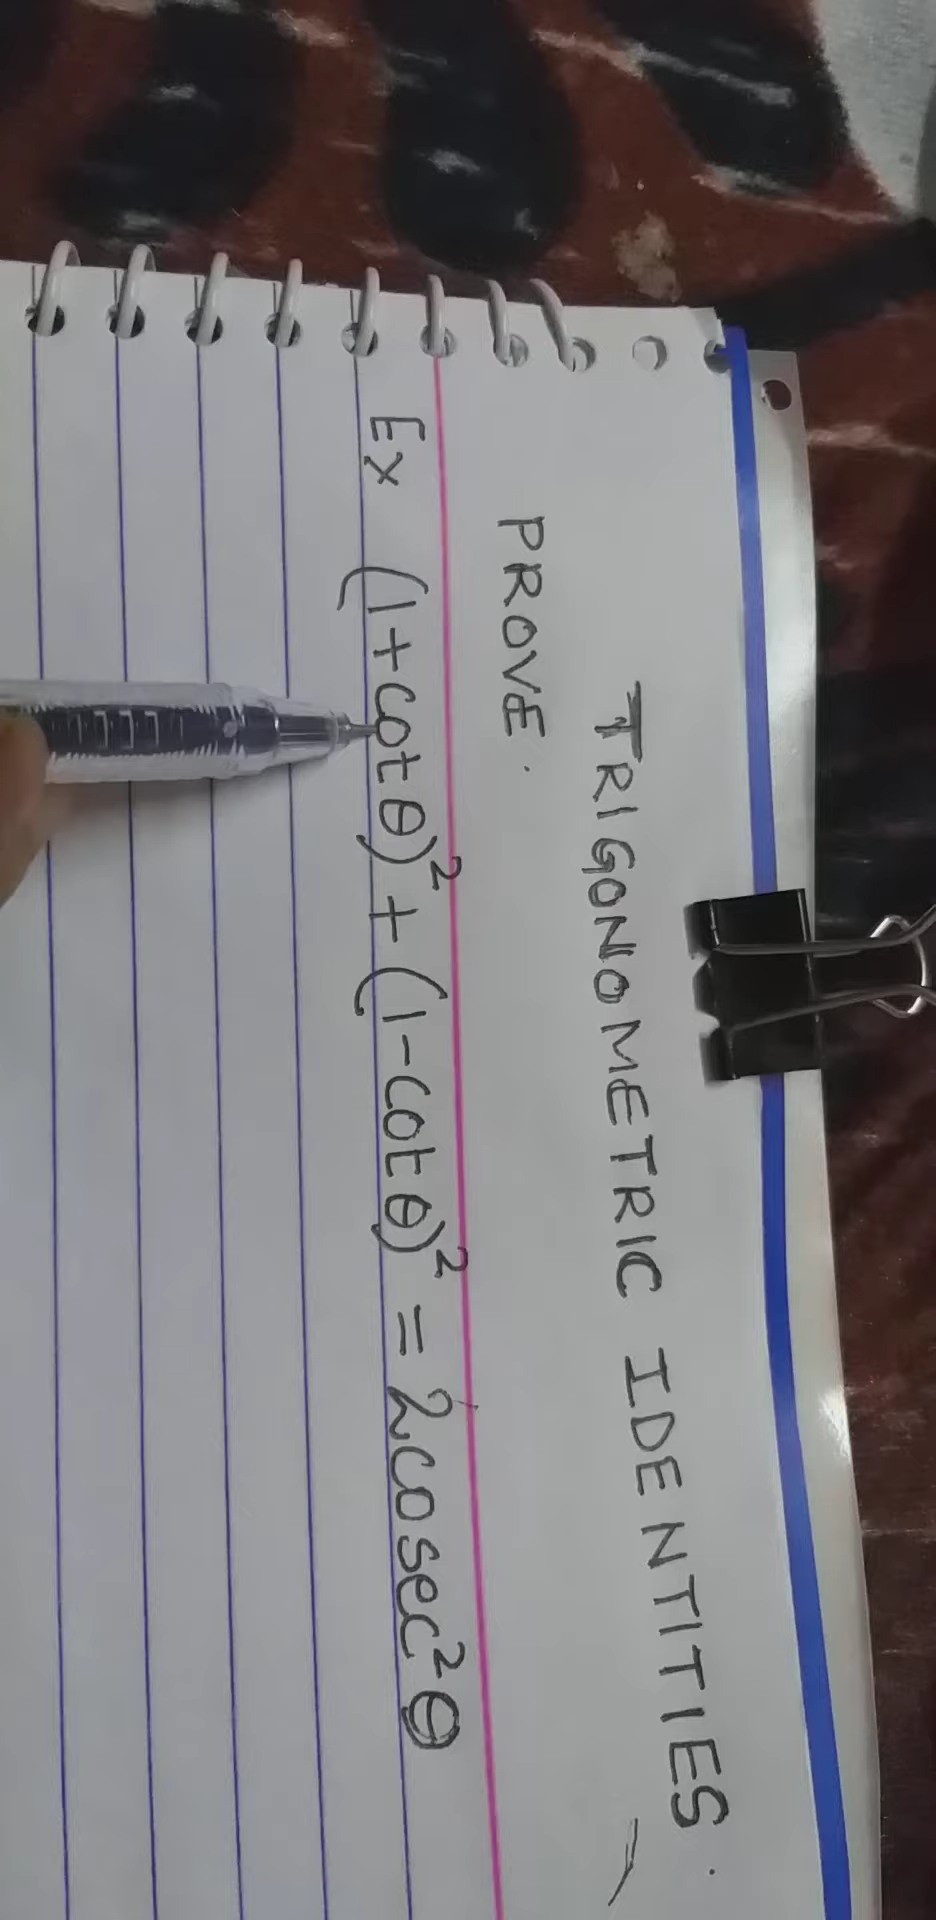 TRIGONOMETRIC IDENTITIES.
PROVE.
Ex (1+cotθ)² + (1-cotθ)² = 2cosec²θ